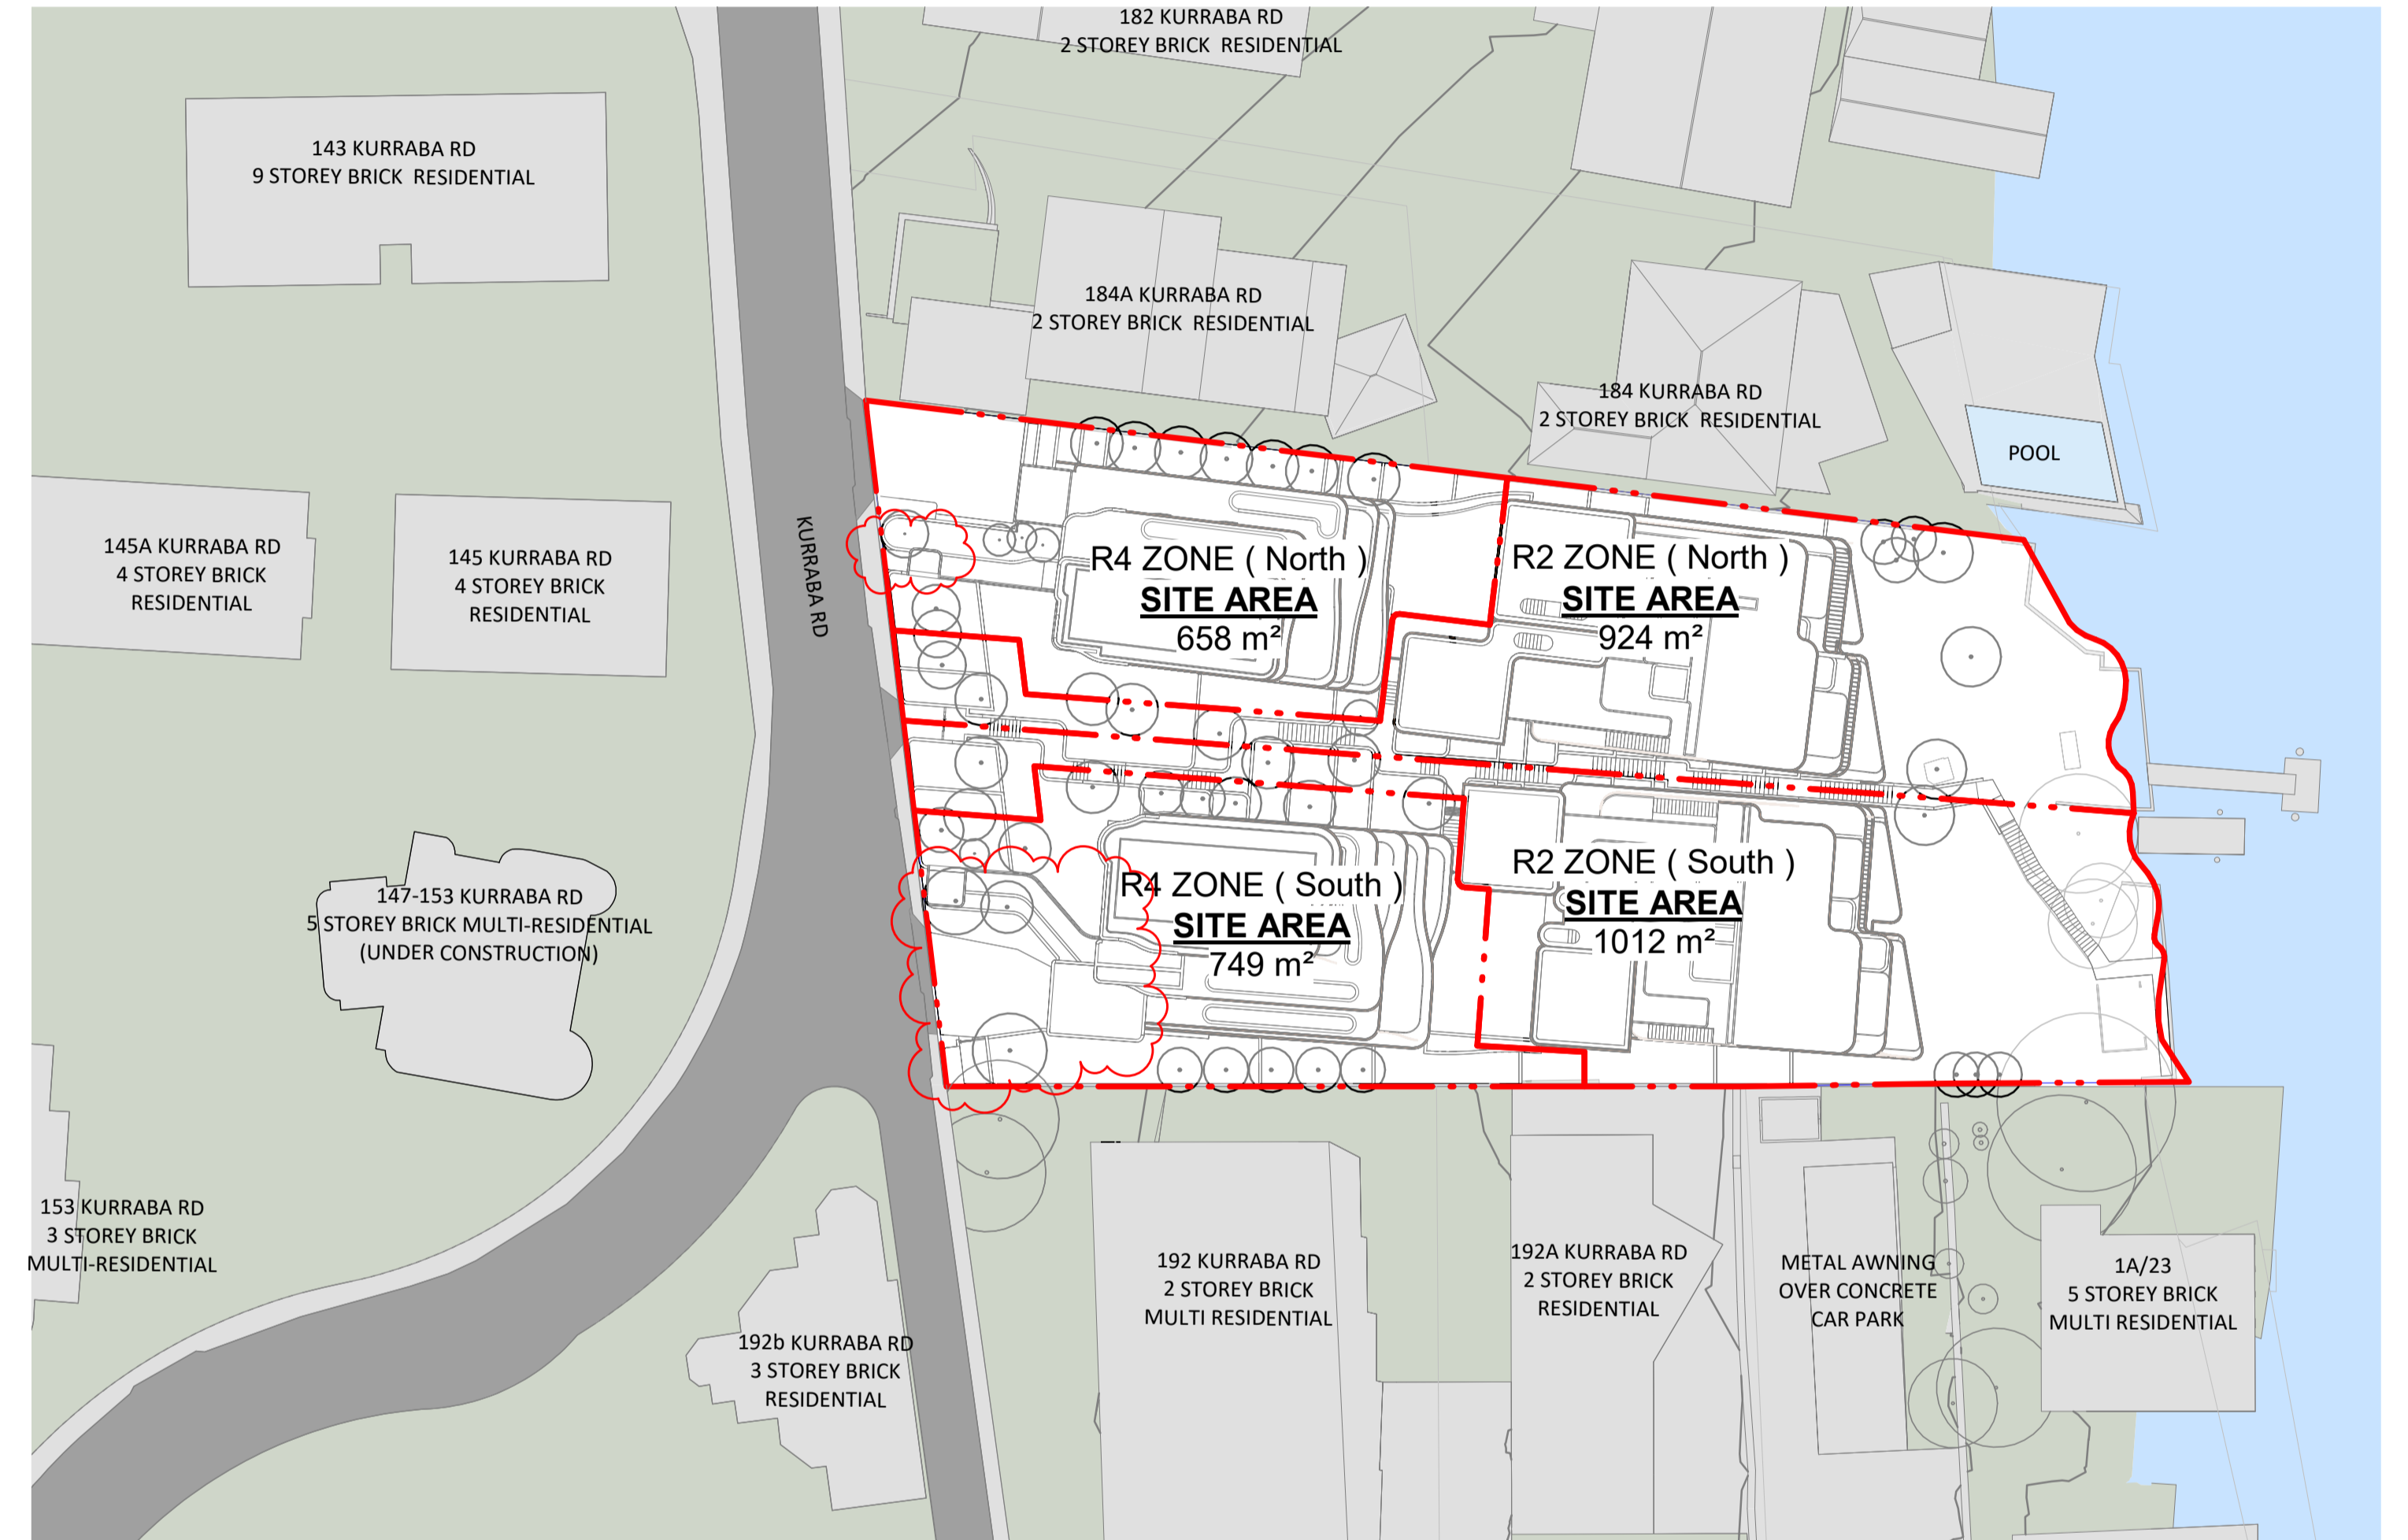 182 KURRABA RD
2 STOREY BRICK RESIDENTIAL
143 KURRABA RD
9 STOREY BRICK RESIDENTIAL
184A KURRABA RD
2 STOREY BRICK RESIDENTIAL
184 KURRABA RD
2 STOREY BRICK RESIDENTIAL
POOL
145A KURRABA RD
4 STOREY BRICK
RESIDENTIAL
145 KURRABA RD
4 STOREY BRICK
RESIDENTIAL
KURRABA RD
R4 ZONE ( North )
SITE AREA
658 m²
R2 ZONE ( North )
SITE AREA
924 m²
147-153 KURRABA RD
5 STOREY BRICK MULTI-RESIDENTIAL
(UNDER CONSTRUCTION)
R4 ZONE ( South )
SITE AREA
749 m²
R2 ZONE ( South )
SITE AREA
1012 m²
153 KURRABA RD
3 STOREY BRICK
MULTI-RESIDENTIAL
192b KURRABA RD
3 STOREY BRICK
RESIDENTIAL
192 KURRABA RD
2 STOREY BRICK
MULTI RESIDENTIAL
192A KURRABA RD
2 STOREY BRICK
RESIDENTIAL
METAL AWNING
OVER CONCRETE
CAR PARK
1A/23
5 STOREY BRICK
MULTI RESIDENTIAL